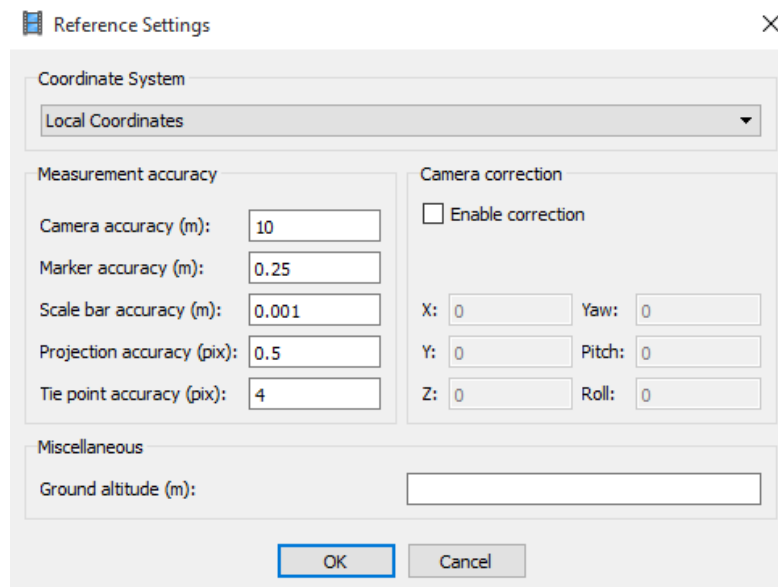 Reference Settings
Coordinate System
Local Coordinates
Measurement accuracy
Camera accuracy (m): 10
Marker accuracy (m): 0.25
Scale bar accuracy (m): 0.001
Projection accuracy (pix): 0.5
Tie point accuracy (pix): 4
Camera correction
Enable correction
X: 0 Yaw: 0
Y: 0 Pitch: 0
Z: 0 Roll: 0
Miscellaneous
Ground altitude (m):
OK Cancel